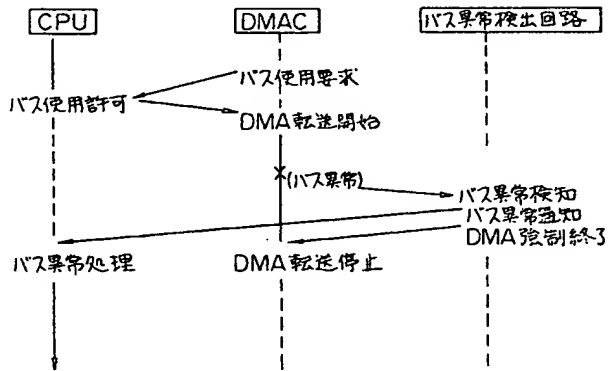 CPU
DMAC
バス異常検出回路
バス使用要求
バス使用許可
DMA転送開始
(バス異常)
バス異常検知
バス異常通知
DMA強制終了
バス異常処理
DMA転送停止